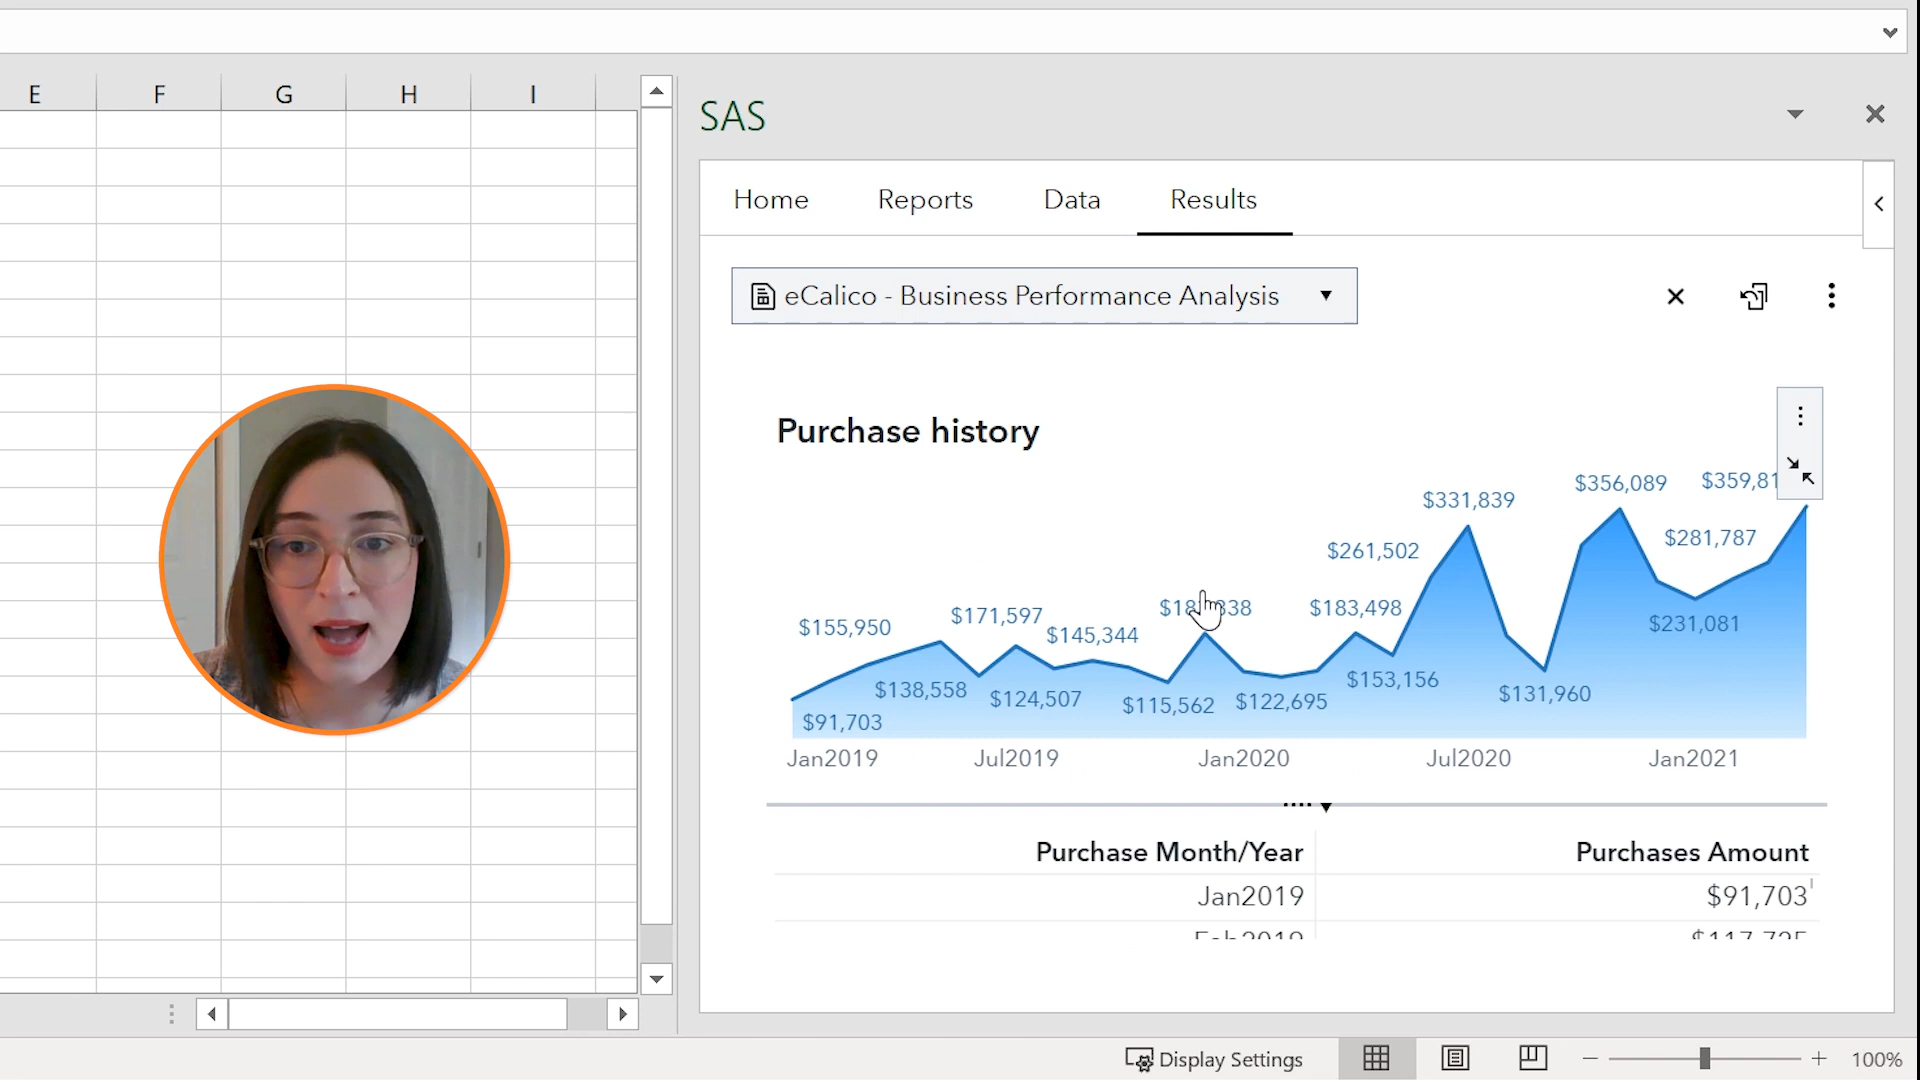 E F G H I
SAS
Home Reports Data Results
eCalico - Business Performance Analysis
Purchase history
$356,089 $359,81
$331,839
$281,787
$261,502
$171,597 $183,498
$155,950 $145,344 $231,081
$138,558 $124,507 $115,562 $122,695 $153,156 $131,960
$91,703
Jan2019 Jul2019 Jan2020 Jul2020 Jan2021
Purchase Month/Year Purchases Amount
Jan2019 $91,703
Display Settings 100%